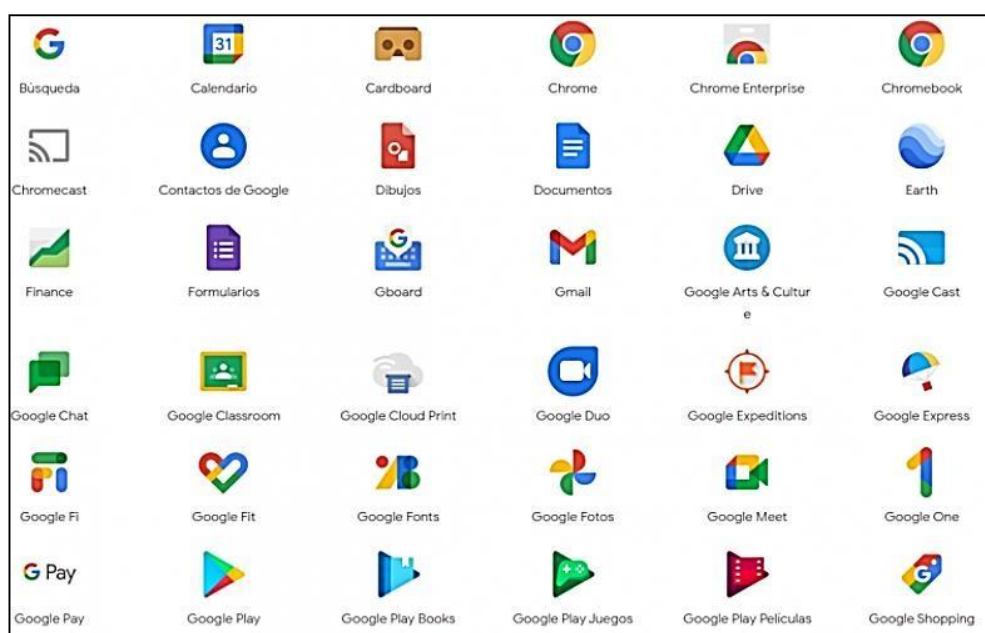 31
Búsqueda Calendario Cardboard Chrome Chrome Enterprise Chromebook
Chromecast Contactos de Google Dibujos Documentos Drive Earth
G
Finance Formularios Gboard Gmail Google Arts & Cultur
e Google Cast
Google Chat Google Classroom Google Cloud Print Google Duo Google Expeditions Google Express
Fi 1
Google Fi Google Fit Google Fonts Google Fotos Google Meet Google One
G Pay G
Google Pay Google Play Google Play Books Google Play Juegos Google Play Películas Google Shopping